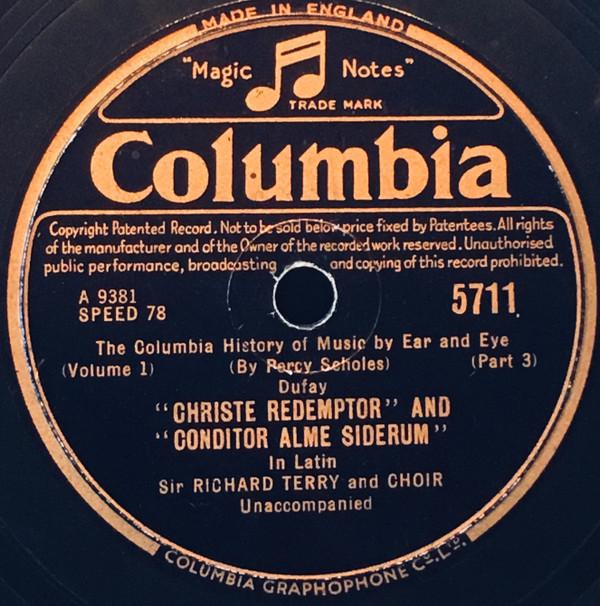 MADE IN ENGLAND
"Magic Notes"
TRADE MARK
Columbia
Copyright Patented Record. Not to be sold below price fixed by Patentees. All rights
of the manufacturer and of the Owner of the recorded work reserved. Unauthorised
public performance, broadcasting and copying of this record prohibited.
A 9381
SPEED 78
5711
The Columbia History of Music by Ear and Eye
(Volume 1) (By Percy Scholes) (Part 3)
Dufay
"CHRISTE REDEMPTOR" AND
"CONDITOR ALME SIDERUM"
In Latin
Sir RICHARD TERRY and CHOIR
Unaccompanied
COLUMBIA GRAPHOPHONE Co. LTD.